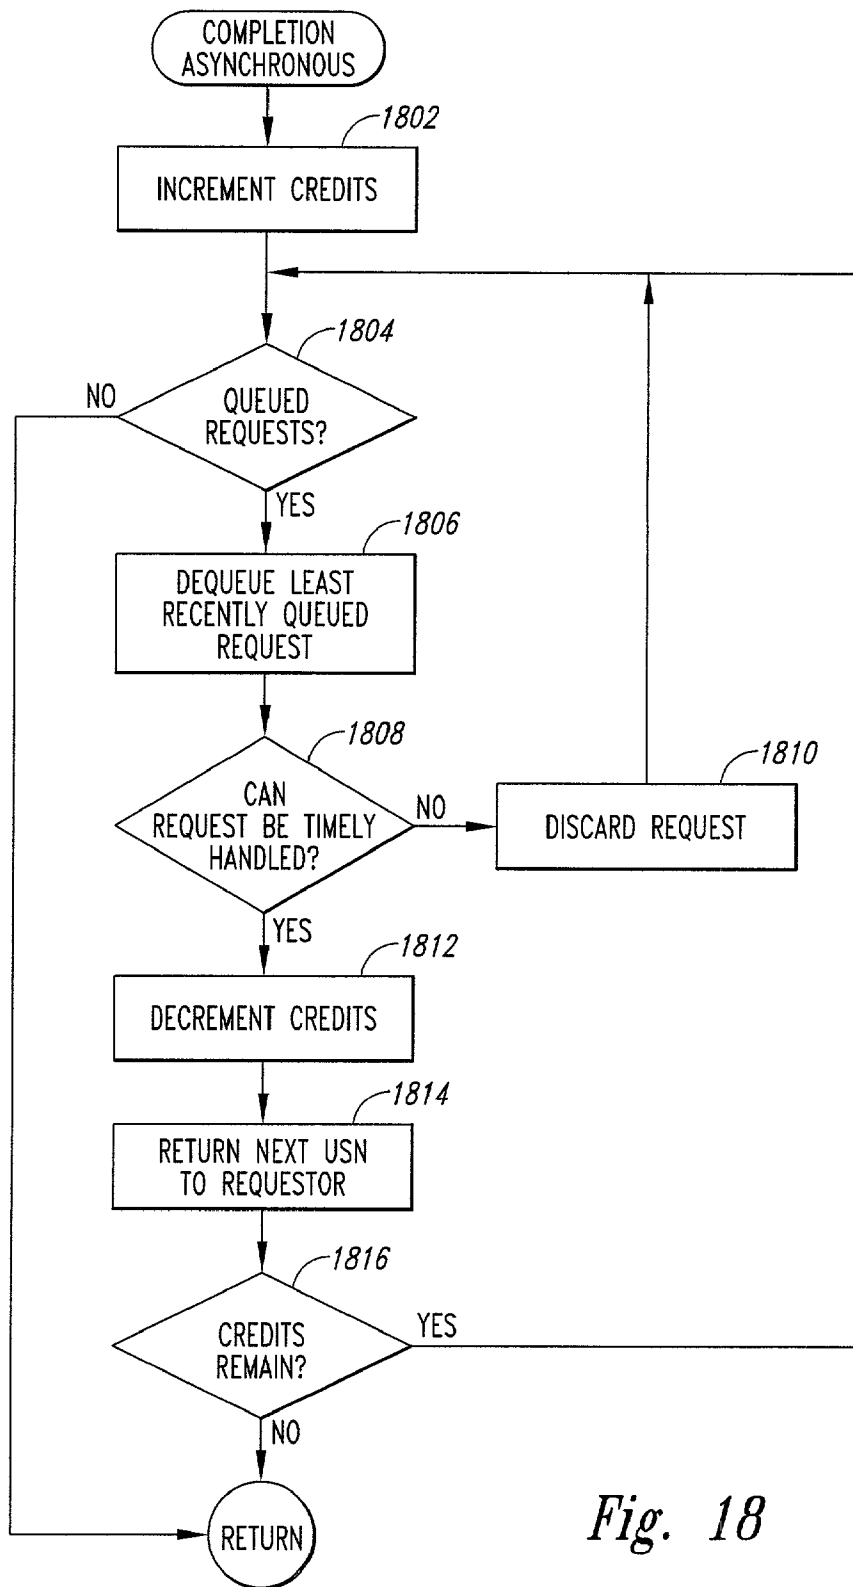 COMPLETION
ASYNCHRONOUS
1802
INCREMENT CREDITS
1804
NO
QUEUED
REQUESTS?
YES
1806
DEQUEUE LEAST
RECENTLY QUEUED
REQUEST
1808
CAN
REQUEST BE TIMELY
HANDLED?
NO
1810
DISCARD REQUEST
YES
1812
DECREMENT CREDITS
1814
RETURN NEXT USN
TO REQUESTOR
1816
CREDITS
REMAIN?
YES
NO
RETURN
Fig. 18